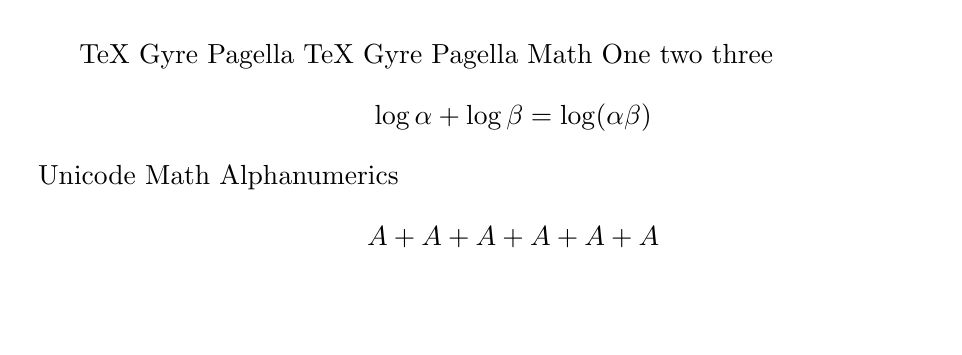 TeX Gyre Pagella TeX Gyre Pagella Math One two three
log α + log β = log(αβ)
Unicode Math Alphanumerics
A + A + A + A + A + A